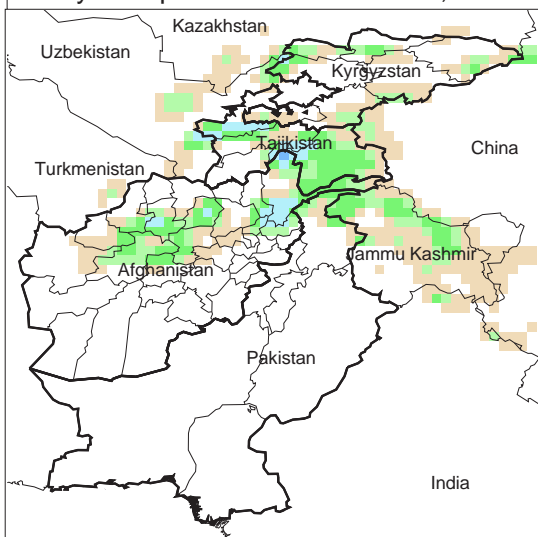 Kazakhstan
Uzbekistan
Kyrgyzstan
Tajikistan
China
Turkmenistan
Jammu Kashmir
Afghanistan
Pakistan
India